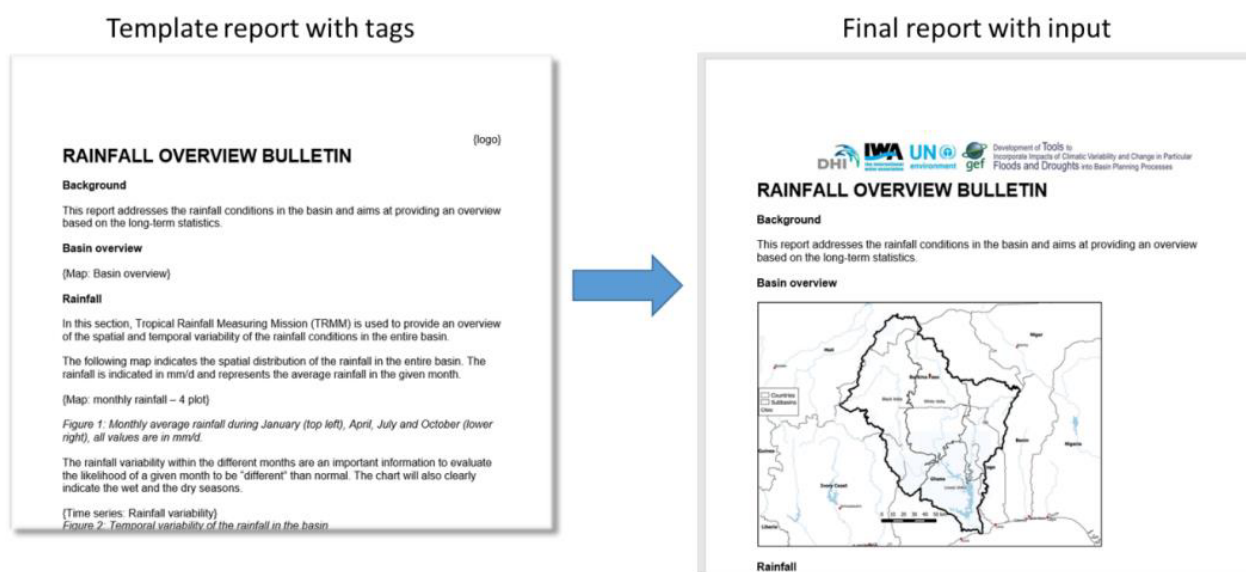 Template report with tags
{logo}
RAINFALL OVERVIEW BULLETIN
Background
This report addresses the rainfall conditions in the basin and aims at providing an overview
based on the long-term statistics.
Basin overview
{Map: Basin overview}
Rainfall
In this section, Tropical Rainfall Measuring Mission (TRMM) is used to provide an overview
of the spatial and temporal variability of the rainfall conditions in the entire basin.
The following map indicates the spatial distribution of the rainfall in the entire basin. The
rainfall is indicated in mm/d and represents the average rainfall in the given month.
{Map: monthly rainfall – 4 plot}
Figure 1: Monthly average rainfall during January (top left), April, July and October (lower
right), all values are in mm/d.
The rainfall variability within the different months are an important information to evaluate
the likelihood of a given month to be "different" than normal. The chart will also clearly
indicate the wet and the dry seasons.
{Time series: Rainfall variability}
Figure 2: Temporal variability of the rainfall in the basin
Final report with input
DHI
IWA
the international
water association
UN
environment
gef
Development of Tools to
Incorporate Impacts of Climatic Variability and Change in Particular
Floods and Droughts into Basin Planning Processes
RAINFALL OVERVIEW BULLETIN
Background
This report addresses the rainfall conditions in the basin and aims at providing an overview
based on the long-term statistics.
Basin overview
Niger
Mali
Burkina Faso
Black Volta
White Volta
Countries
Subbasins
Cities
Benin
Nigeria
Guinea
Togo
Ghana
Ivory Coast
Liberia
Rainfall